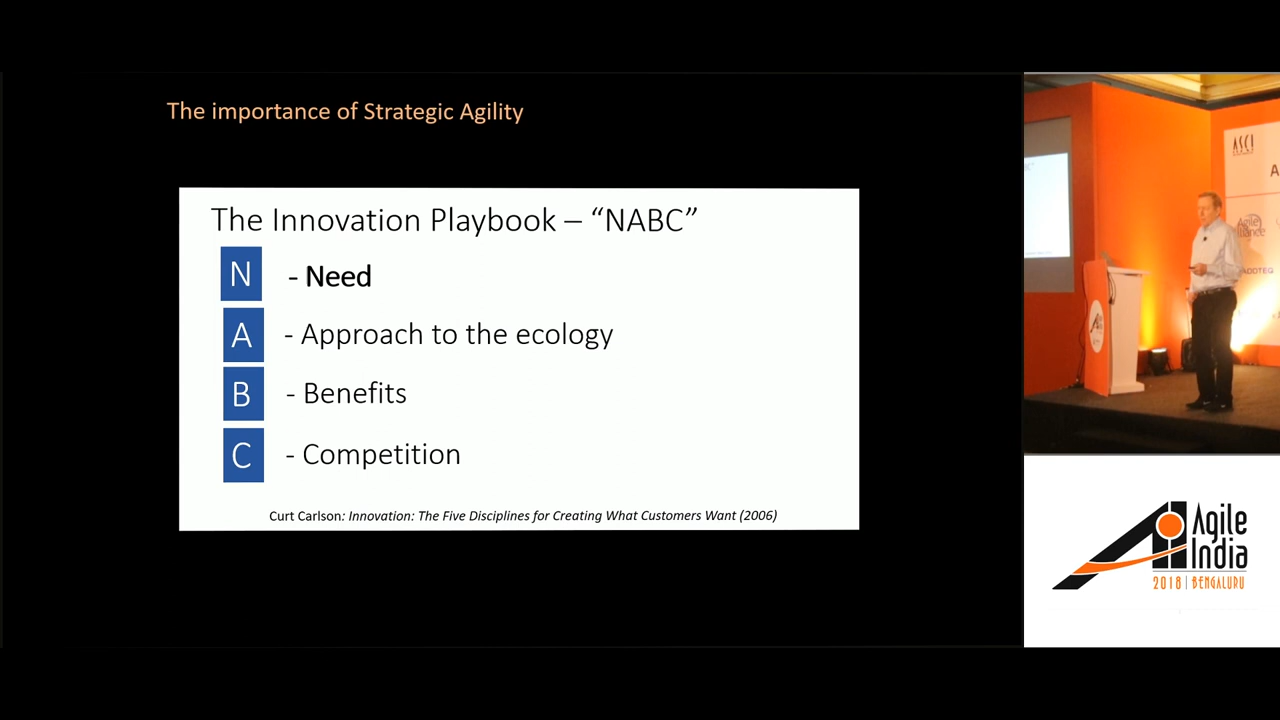 The importance of Strategic Agility
The Innovation Playbook – “NABC”
N - Need
A - Approach to the ecology
B - Benefits
C - Competition
Curt Carlson: Innovation: The Five Disciplines for Creating What Customers Want (2006)
ASCI
Agile
Agile
India
2018 | BENGALURU